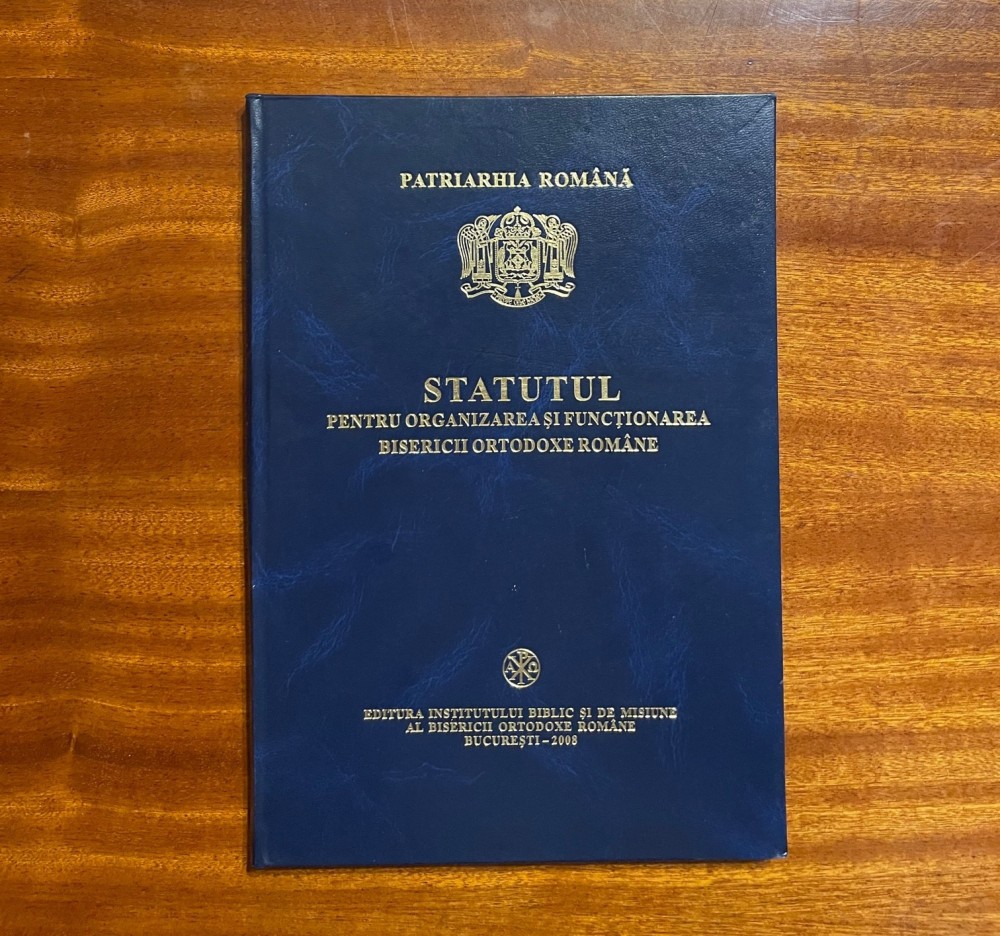 PATRIARHIA ROMÂNĂ
STATUTUL
PENTRU ORGANIZAREA ȘI FUNCȚIONAREA
BISERICII ORTODOXE ROMÂNE
A P Ω
EDITURA INSTITUTULUI BIBLIC ȘI DE MISIUNE
AL BISERICII ORTODOXE ROMÂNE
BUCUREȘTI – 2008